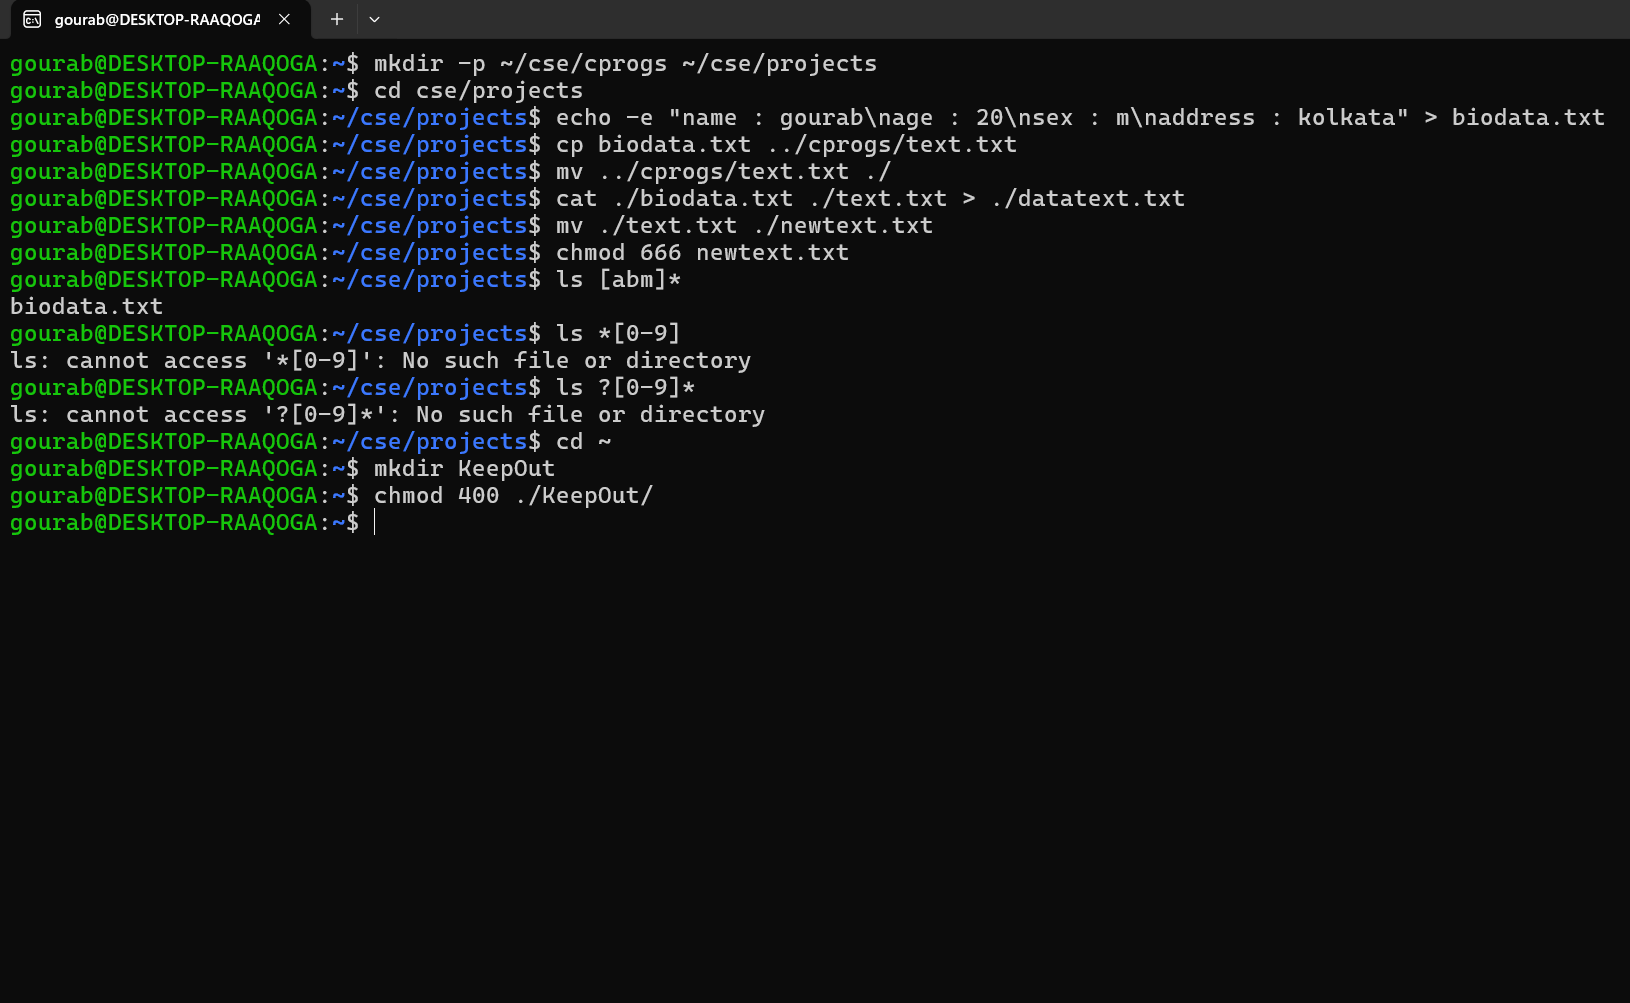 gourab@DESKTOP-RAAQOGA
gourab@DESKTOP-RAAQOGA:~$ mkdir -p ~/cse/cprogs ~/cse/projects
gourab@DESKTOP-RAAQOGA:~$ cd cse/projects
gourab@DESKTOP-RAAQOGA:~/cse/projects$ echo -e "name : gourab\nage : 20\nsex : m\naddress : kolkata" > biodata.txt
gourab@DESKTOP-RAAQOGA:~/cse/projects$ cp biodata.txt ../cprogs/text.txt
gourab@DESKTOP-RAAQOGA:~/cse/projects$ mv ../cprogs/text.txt ./
gourab@DESKTOP-RAAQOGA:~/cse/projects$ cat ./biodata.txt ./text.txt > ./datatext.txt
gourab@DESKTOP-RAAQOGA:~/cse/projects$ mv ./text.txt ./newtext.txt
gourab@DESKTOP-RAAQOGA:~/cse/projects$ chmod 666 newtext.txt
gourab@DESKTOP-RAAQOGA:~/cse/projects$ ls [abm]*
biodata.txt
gourab@DESKTOP-RAAQOGA:~/cse/projects$ ls *[0-9]
ls: cannot access '*[0-9]': No such file or directory
gourab@DESKTOP-RAAQOGA:~/cse/projects$ ls ?[0-9]*
ls: cannot access '?[0-9]*': No such file or directory
gourab@DESKTOP-RAAQOGA:~/cse/projects$ cd ~
gourab@DESKTOP-RAAQOGA:~$ mkdir KeepOut
gourab@DESKTOP-RAAQOGA:~$ chmod 400 ./KeepOut/
gourab@DESKTOP-RAAQOGA:~$